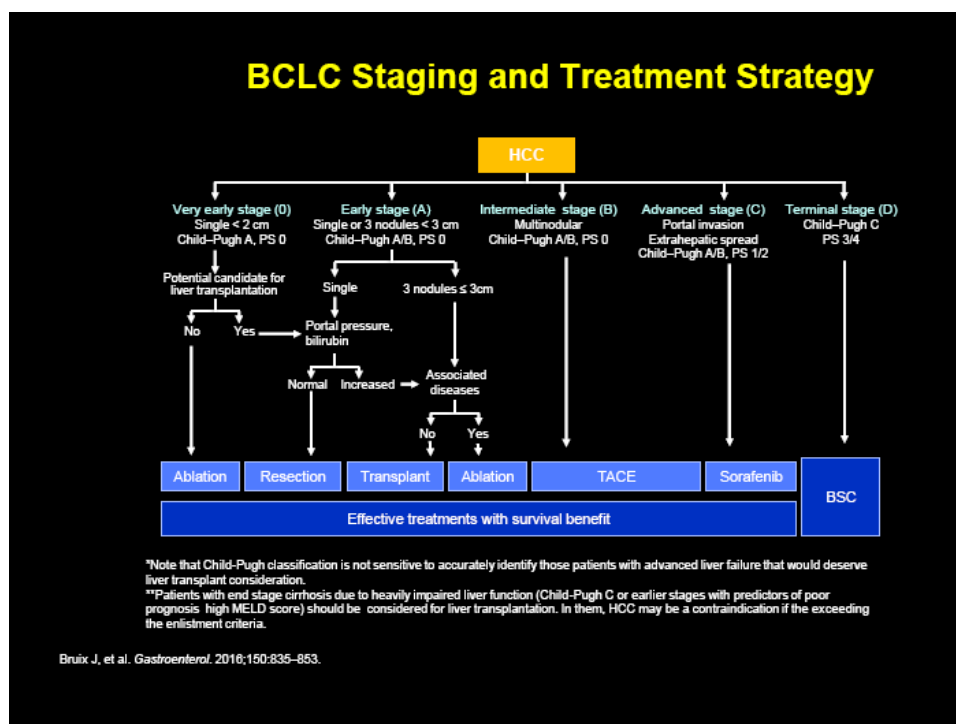 BCLC Staging and Treatment Strategy
HCC
Very early stage (0)
Single < 2 cm
Child–Pugh A, PS 0
Early stage (A)
Single or 3 nodules < 3 cm
Child–Pugh A/B, PS 0
Intermediate stage (B)
Multinodular
Child–Pugh A/B, PS 0
Advanced stage (C)
Portal invasion
Extrahepatic spread
Child–Pugh A/B, PS 1/2
Terminal stage (D)
Child–Pugh C
PS 3/4
Potential candidate for
liver transplantation
Single
3 nodules ≤ 3cm
No
Yes
Portal pressure,
bilirubin
Normal
Increased
Associated
diseases
No
Yes
Ablation
Resection
Transplant
Ablation
TACE
Sorafenib
BSC
Effective treatments with survival benefit
*Note that Child-Pugh classification is not sensitive to accurately identify those patients with advanced liver failure that would deserve
liver transplant consideration.
**Patients with end stage cirrhosis due to heavily impaired liver function (Child-Pugh C or earlier stages with predictors of poor
prognosis high MELD score) should be considered for liver transplantation. In them, HCC may be a contraindication if the exceeding
the enlistment criteria.
Bruix J, et al. Gastroenterol. 2016;150:835–853.